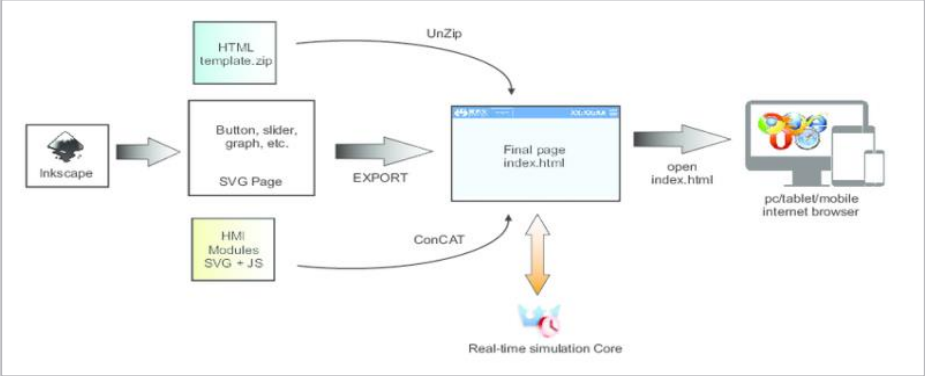 HTML
template.zip
UnZip
Inkscape
Button, slider,
graph, etc.
SVG Page
EXPORT
Final page
index.html
open
index.html
pc/tablet/mobile
internet browser
HMI
Modules
SVG + JS
ConCAT
Real-time simulation Core